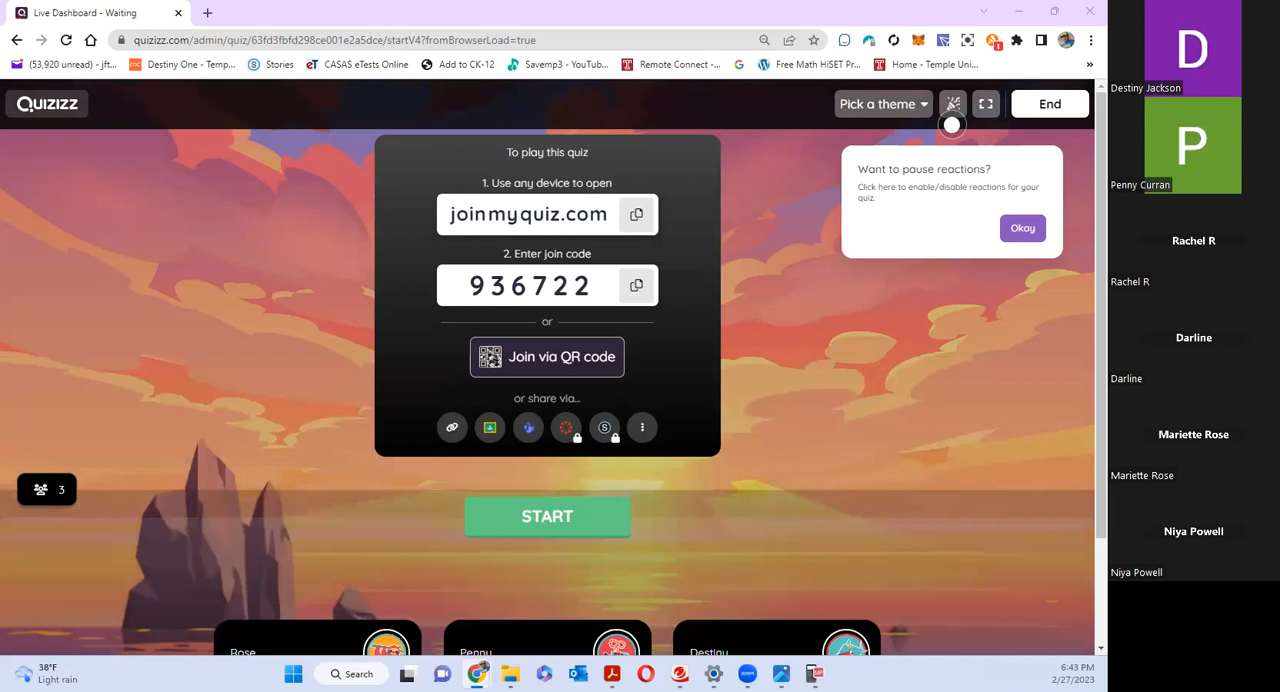 Live Dashboard - Waiting
quizizz.com/admin/quiz/63fd3fbfd298ce001e2a5dce/startV4?fromBrowserLoad=true
1
(53,920 unread) - jft...
Destiny One - Temp...
Stories
CASAS eTests Online
Add to CK-12
Savemp3 - YouTub...
Remote Connect -...
Free Math HiSET Pr...
Home - Temple Uni...
»
Quizizz
Pick a theme
End
To play this quiz
1. Use any device to open
joinmyquiz.com
2. Enter join code
936722
or
Join via QR code
or share via...
Want to pause reactions?
Click here to enable/disable reactions for your
quiz.
Okay
3
START
Rose
Penny
Destiny
38°F
Light rain
Search
zoom
6:43 PM
2/27/2023
D
Destiny Jackson
P
Penny Curran
Rachel R
Rachel R
Darline
Darline
Mariette Rose
Mariette Rose
Niya Powell
Niya Powell